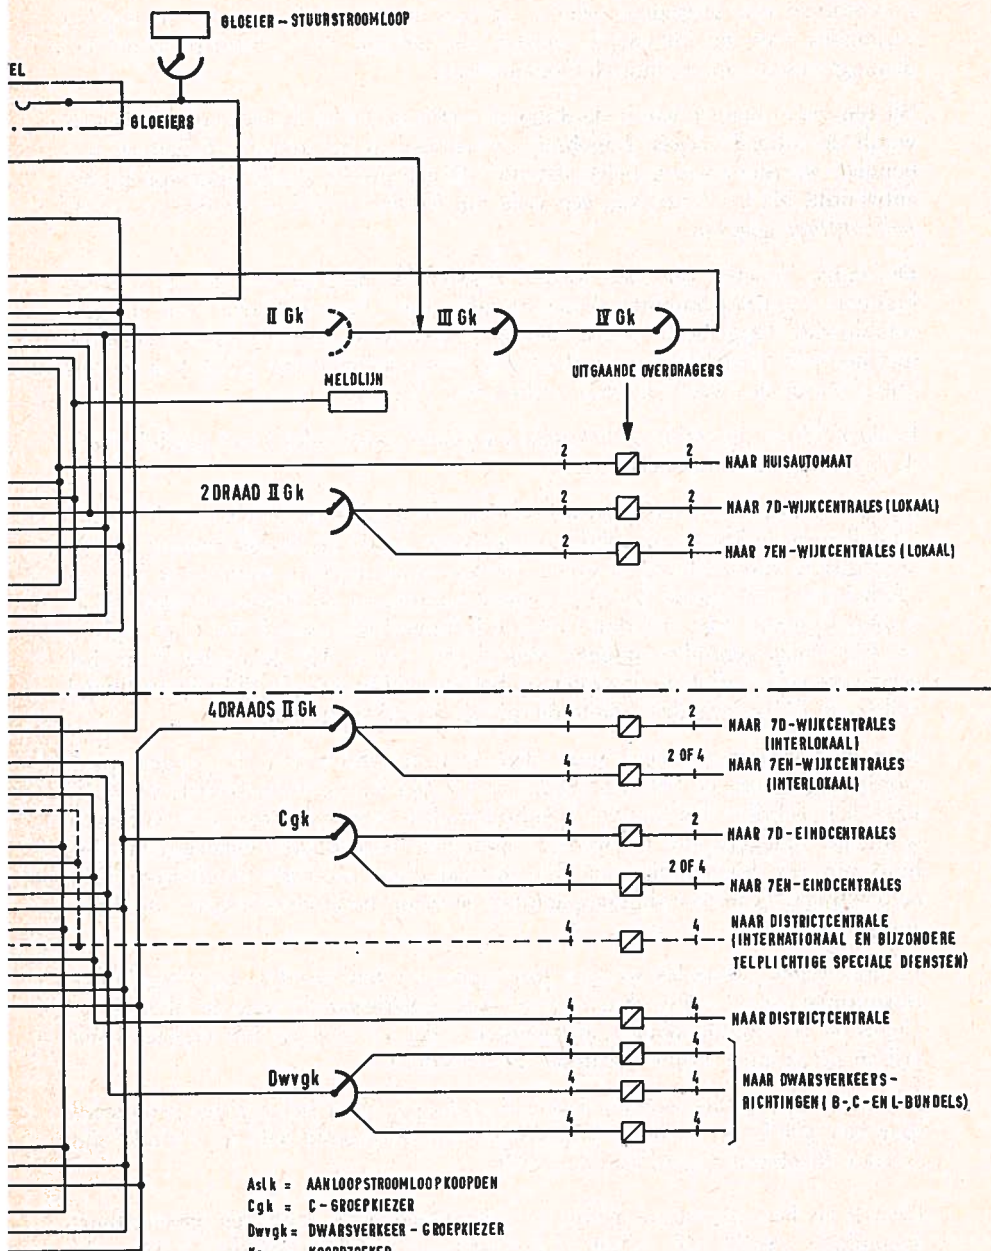 GLOEIER - STUURSTROOMLOOP
EL
GLOEIERS
II Gk
III Gk
IV Gk
MELDLIJN
UITGAANDE OVERDRAGERS
2 2 NAAR HUISAUTOMAAT
2 DRAAD II Gk
2 2 NAAR 7D-WIJKCENTRALES (LOKAAL)
2 2 NAAR 7EN-WIJKCENTRALES (LOKAAL)
4DRAADS II Gk
4 2 NAAR 7D-WIJKCENTRALES
(INTERLOKAAL)
4 2 OF 4 NAAR 7EN-WIJKCENTRALES
(INTERLOKAAL)
Cgk
4 2 NAAR 7D-EINDCENTRALES
4 2 OF 4 NAAR 7EN-EINDCENTRALES
4 4 NAAR DISTRICTCENTRALE
(INTERNATIONAAL EN BIJZONDERE
TELPLICHTIGE SPECIALE DIENSTEN)
4 4 NAAR DISTRICTCENTRALE
4 4
Dwvgk
4 4 NAAR DWARSVERKEERS-
RICHTINGEN ( B-,C-EN L-BUNDELS)
4 4
Aslk = AANLOOPSTROOMLOOPKOOPDEN
Cgk = C-GROEPKIEZER
Dwvgk = DWARSVERKEER-GROEPKIEZER